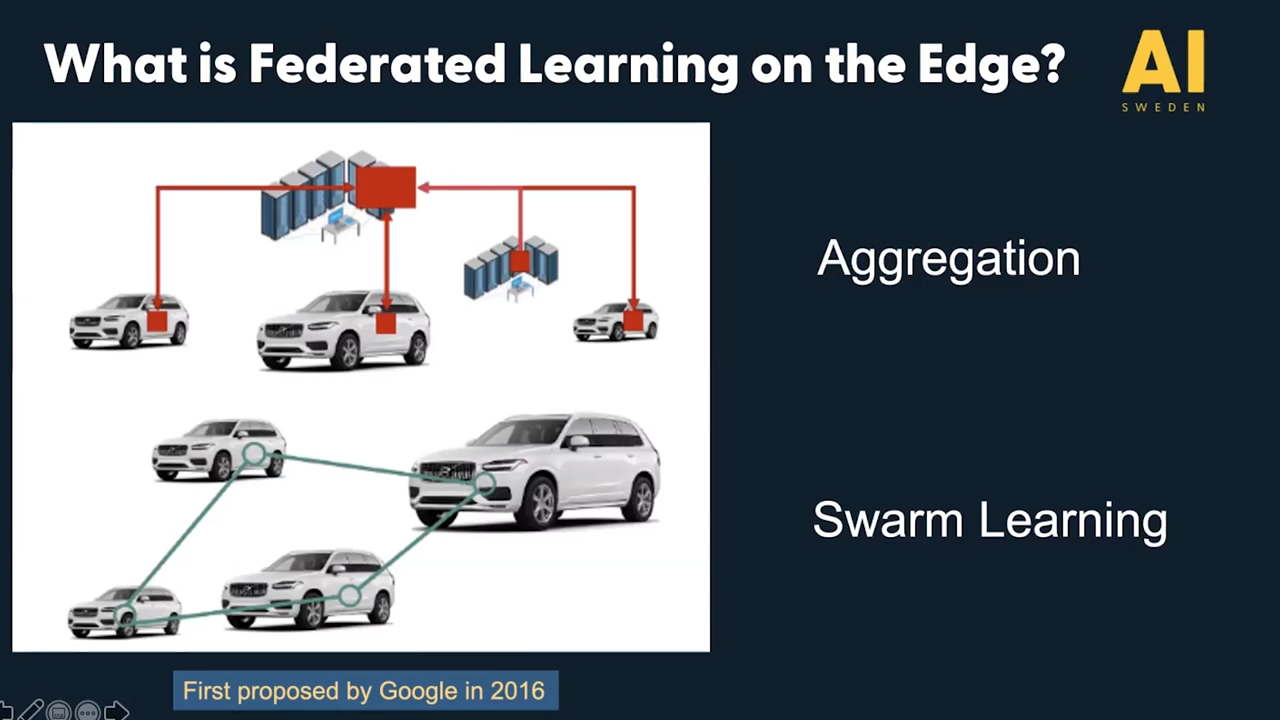 What is Federated Learning on the Edge?
AI
SWEDEN
Aggregation
Swarm Learning
First proposed by Google in 2016